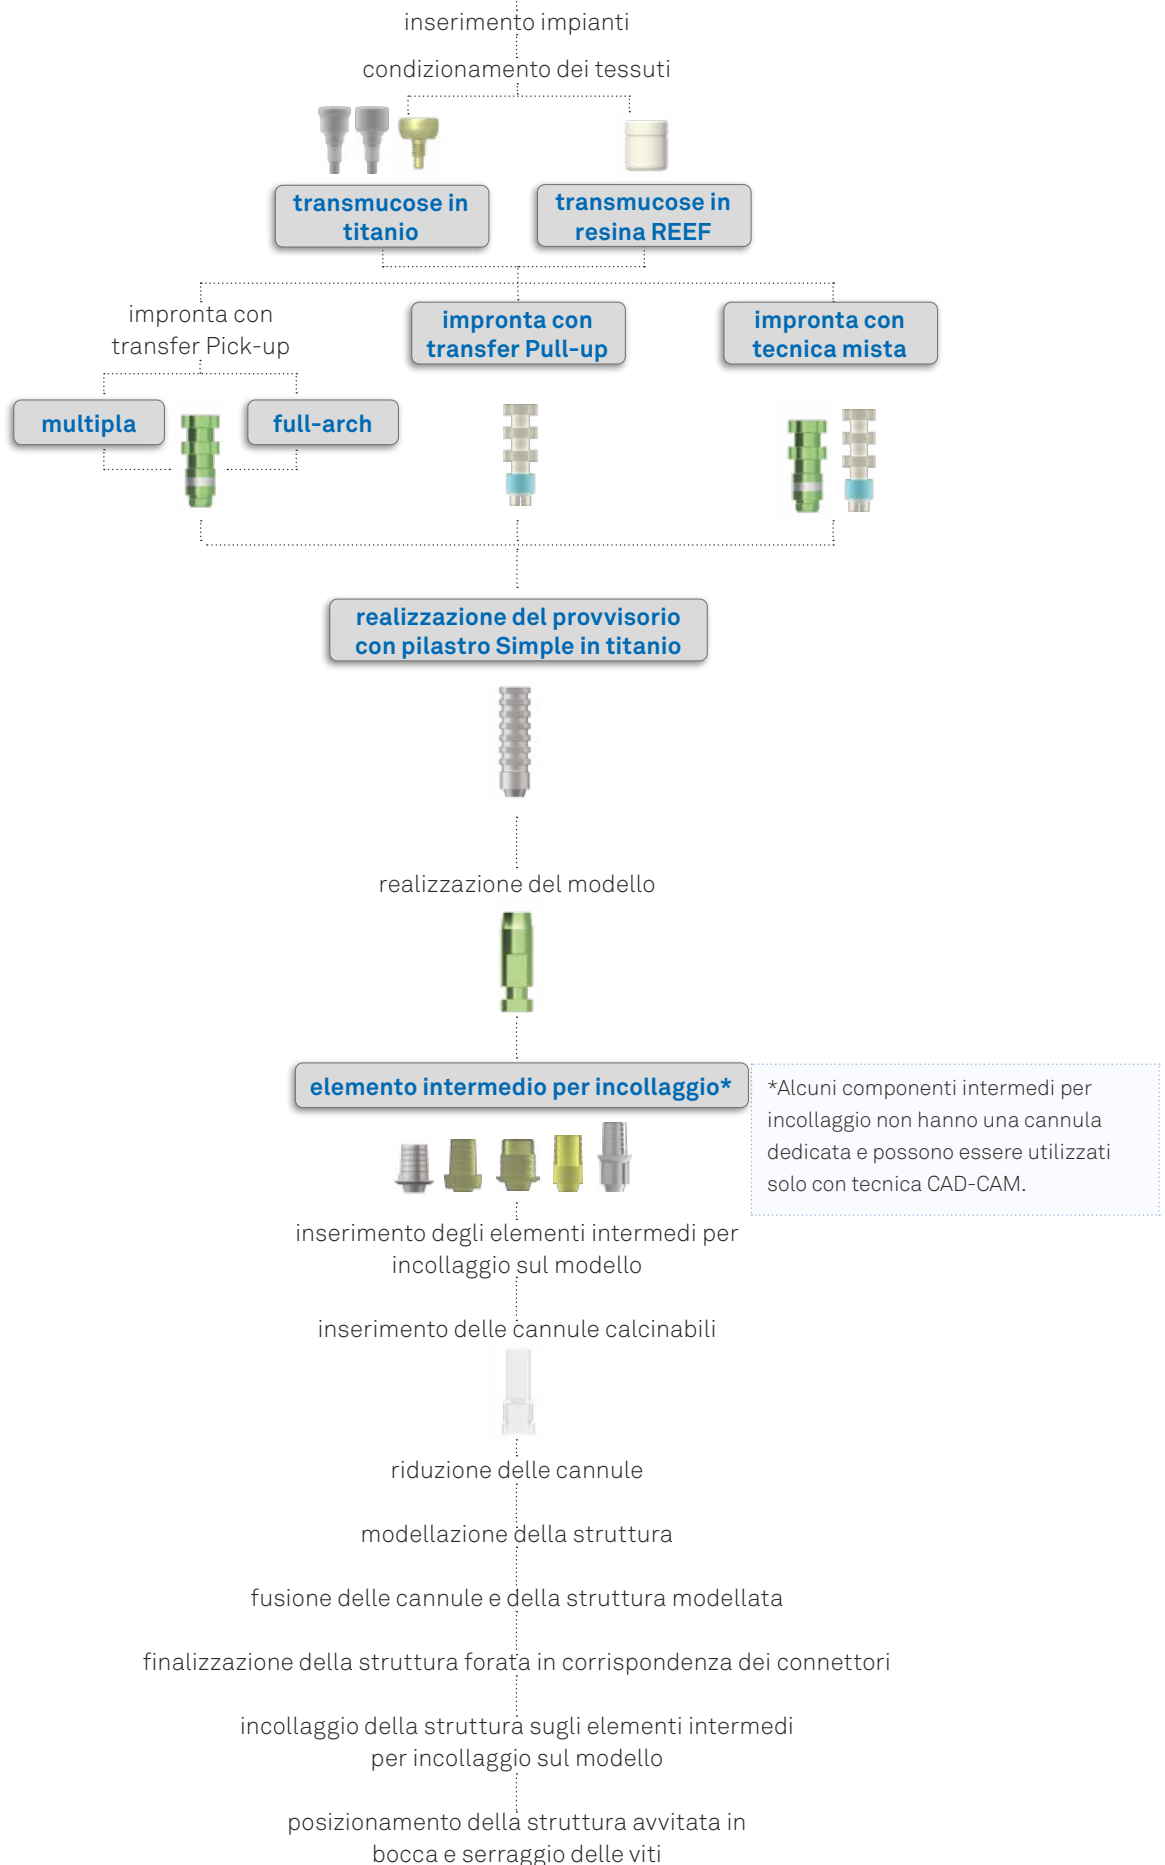 inserimento impianti
condizionamento dei tessuti
transmucose in
titanio
transmucose in
resina REEF
impronta con
transfer Pick-up
impronta con
transfer Pull-up
impronta con
tecnica mista
multipla
full-arch
realizzazione del provvisorio
con pilastro Simple in titanio
realizzazione del modello
elemento intermedio per incollaggio*
*Alcuni componenti intermedi per
incollaggio non hanno una cannula
dedicata e possono essere utilizzati
solo con tecnica CAD-CAM.
inserimento degli elementi intermedi per
incollaggio sul modello
inserimento delle cannule calcinabili
riduzione delle cannule
modellazione della struttura
fusione delle cannule e della struttura modellata
finalizzazione della struttura forata in corrispondenza dei connettori
incollaggio della struttura sugli elementi intermedi
per incollaggio sul modello
posizionamento della struttura avvitata in
bocca e serraggio delle viti